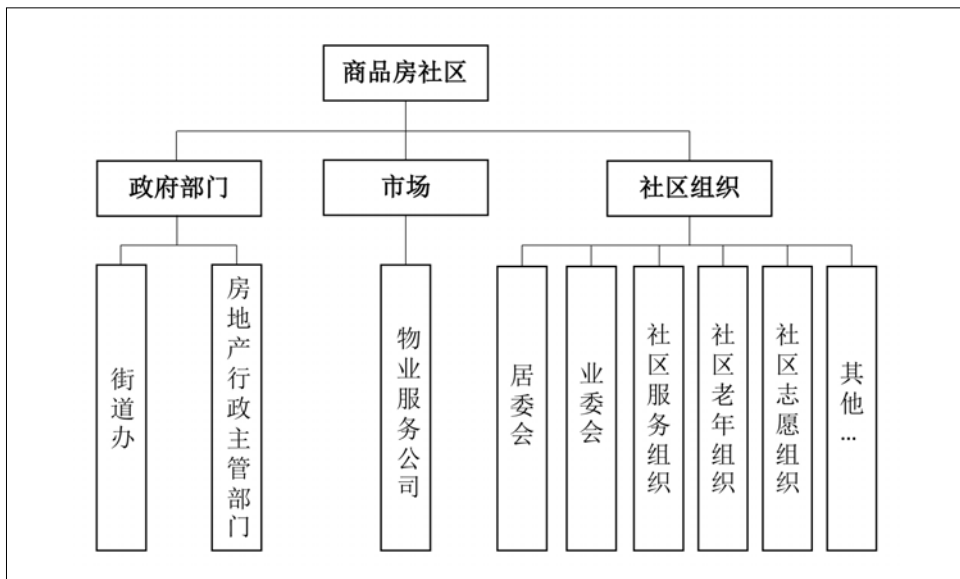 商品房社区
政府部门
市场
社区组织
街道办
房地产行政主管部门
物业服务公司
居委会
业委会
社区服务组织
社区老年组织
社区志愿组织
其他...